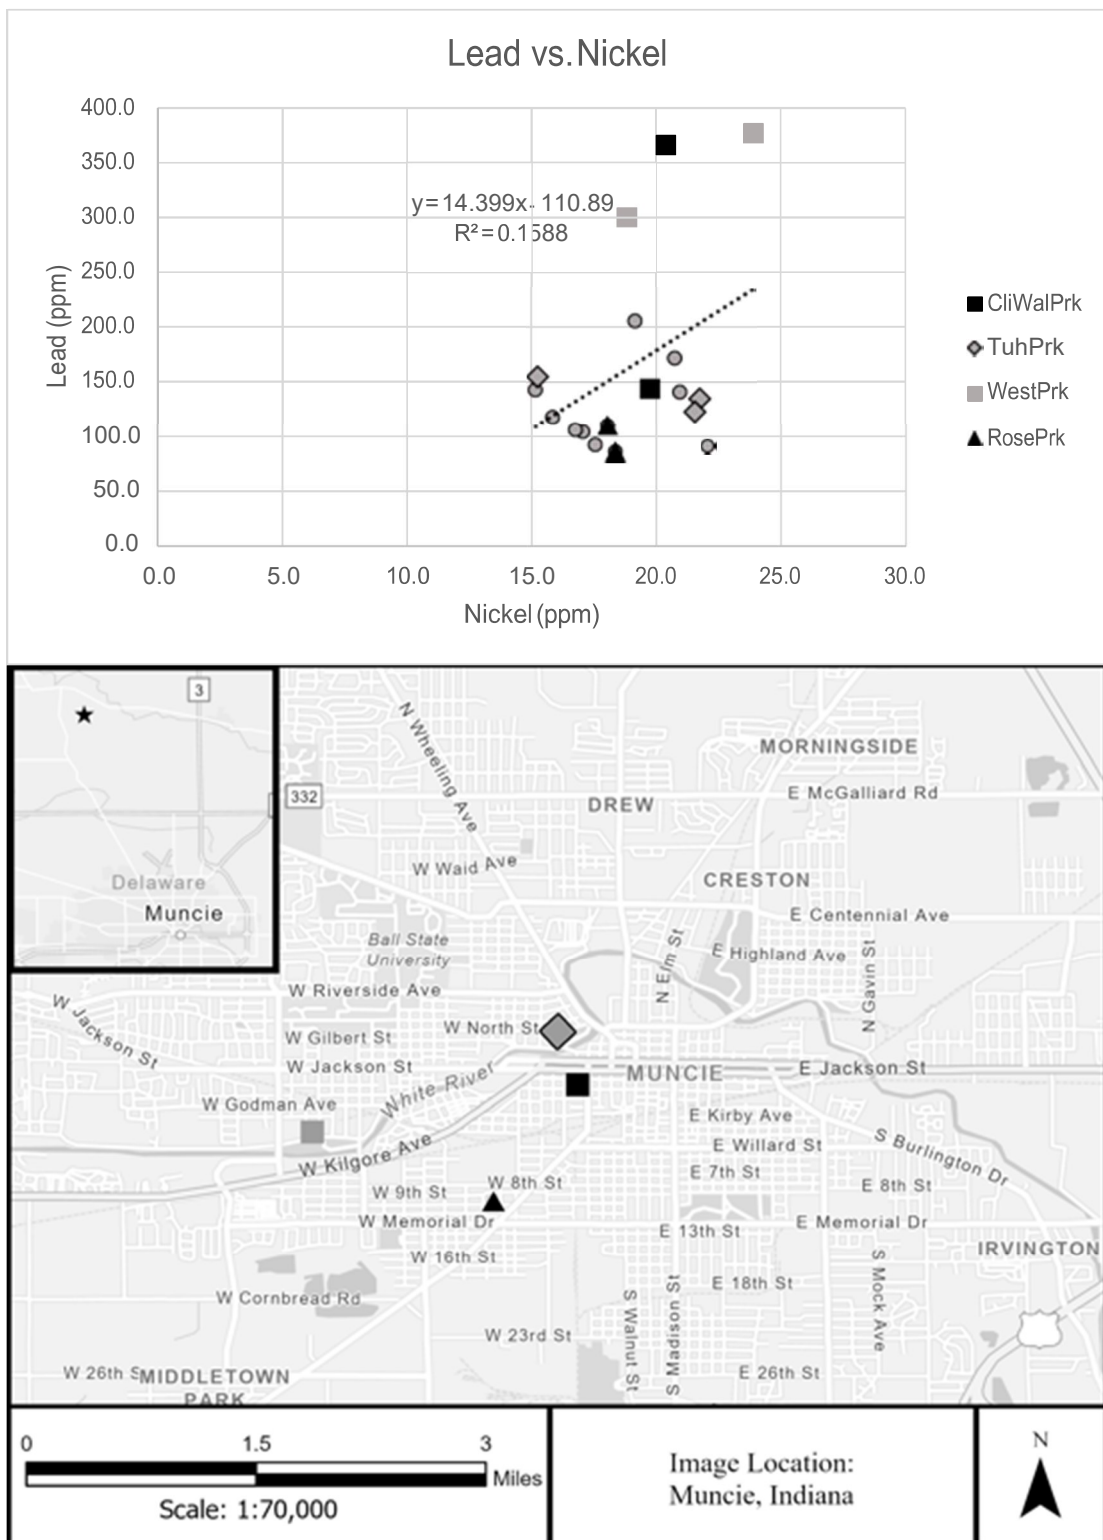 Lead vs. Nickel
400.0
350.0
300.0
250.0
200.0
150.0
100.0
50.0
0.0
Lead (ppm)
y=14.399x- 110.89
R²=0.1588
0.0 5.0 10.0 15.0 20.0 25.0 30.0
Nickel (ppm)
CliWalPrk
TuhPrk
WestPrk
RosePrk
3
Delaware
Muncie
332
N Wheeling Ave
MORNINGSIDE
E McGalliard Rd
DREW
W Waid Ave
CRESTON
E Centennial Ave
Ball State
University
N Elm St
E Highland Ave
N Gavin St
W Riverside Ave
W Jackson St
W Gilbert St
W North St
W Jackson St
White River
MUNCIE
E Jackson St
W Godman Ave
E Kirby Ave
W Kilgore Ave
E Willard St
S Burlington Dr
E 7th St
W 9th St
W 8th St
E 8th St
W Memorial Dr
E 13th St
E Memorial Dr
W 16th St
IRVINGTON
W Cornbread Rd
S Walnut St
S Madison St
E 18th St
S Mock Ave
W 23rd St
W 26th S
MIDDLETOWN
PARK
E 26th St
0 1.5 3
Miles
Scale: 1:70,000
Image Location:
Muncie, Indiana
N